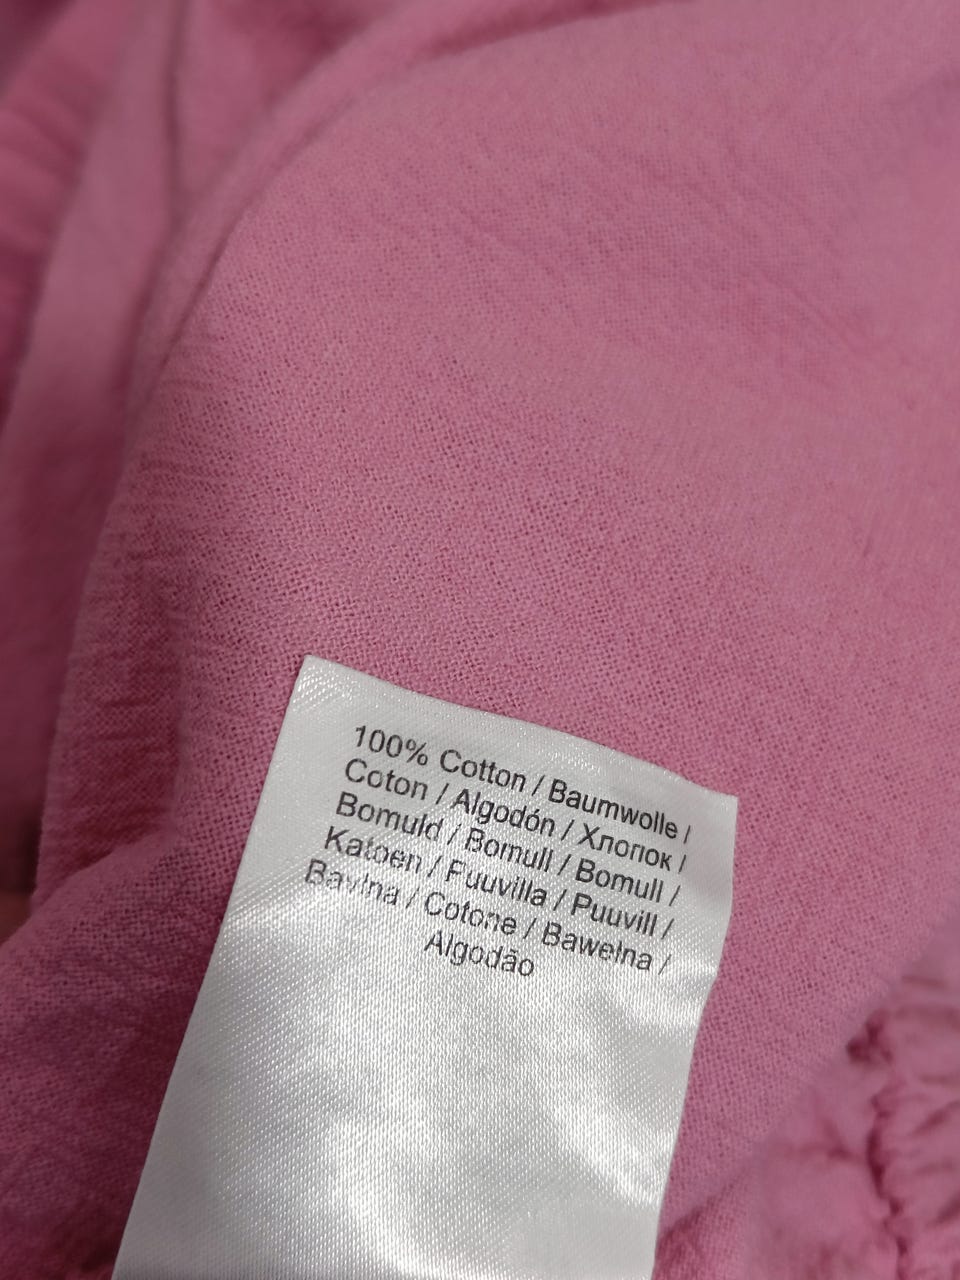 100% Cotton / Baumwolle /
Coton / Algodón / Хлопок /
Bomuld / Bomull / Bomull /
Katoen / Puuvilla / Puuvill /
Bavlna / Cotone / Bawełna /
Algodão